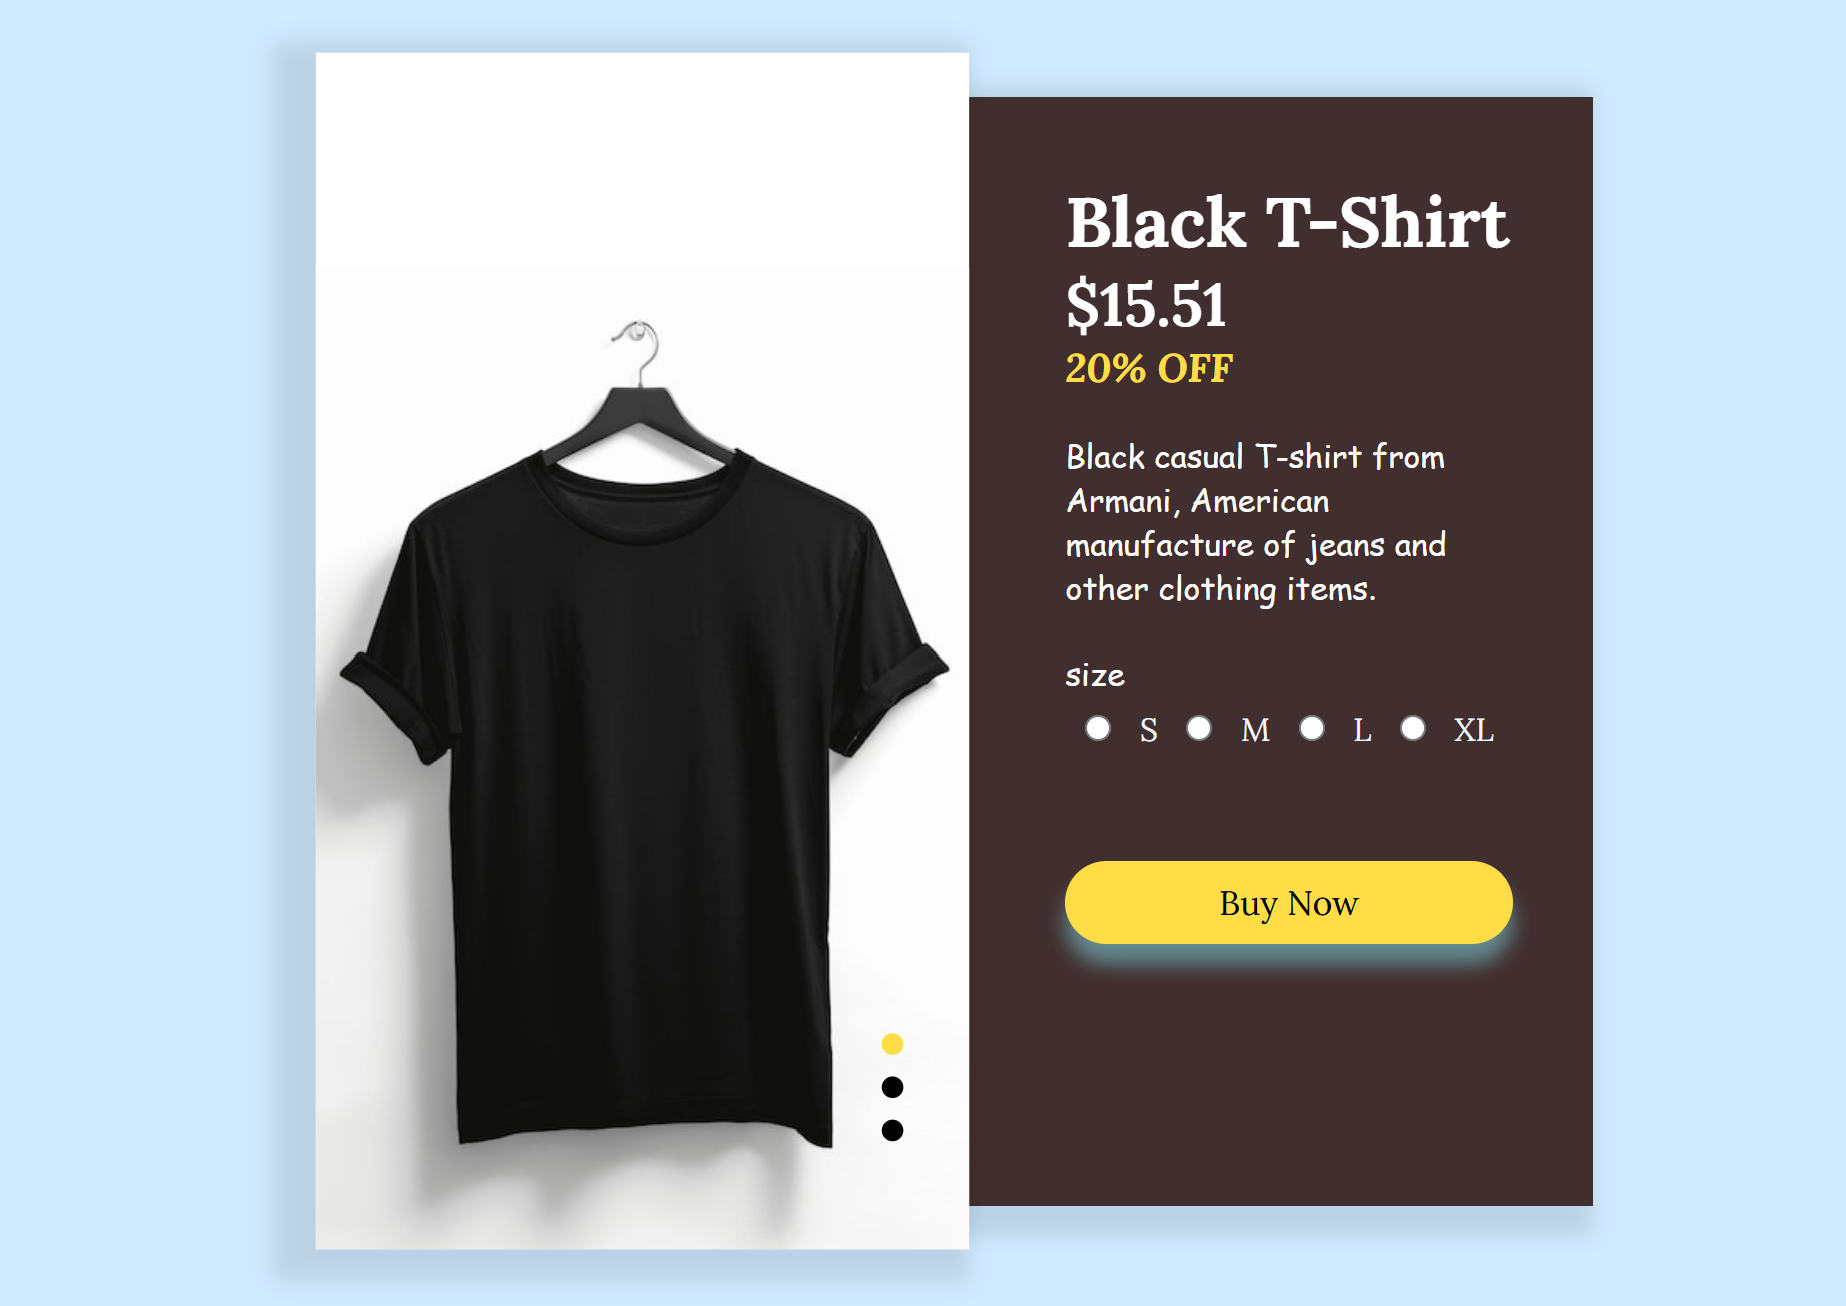 Black T-Shirt
$15.51
20% OFF
Black casual T-shirt from
Armani, American
manufacture of jeans and
other clothing items.
size
S M L XL
Buy Now